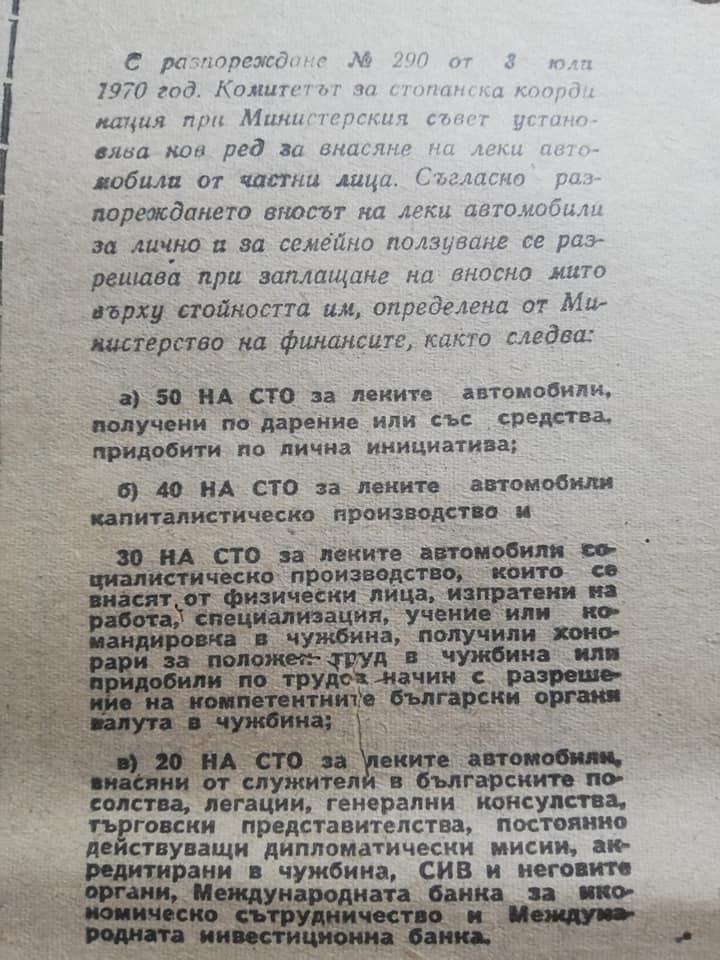 С разпореждане № 290 от 3 юли
1970 год. Комитетът за стопанска коорди
нация при Министерския съвет устано-
вява нов ред за внасяне на леки авто-
мобили от частни лица. Съгласно раз-
пореждането вносът на леки автомобили
за лично и за семейно ползуване се раз-
решава при заплащане на вносно мито
върху стойността им, определена от Ми-
нистерство на финансите, както следва:
а) 50 НА СТО за леките автомобили,
получени по дарение или със средства,
придобити по лична инициатива;
б) 40 НА СТО за леките автомобили
капиталистическо производство и
30 НА СТО за леките автомобили со-
циалистическо производство, които се
внасят от физически лица, изпратени на
работа, специализация, учение или ко-
мандировка в чужбина, получили хоно-
рари за положен труд в чужбина или
придобили по трудов начин с разреше-
ние на компетентните български органи
валута в чужбина;
в) 20 НА СТО за леките автомобили,
внасяни от служители в българските по-
солства, легации, генерални консулства,
търговски представителства, постоянно
действуващи дипломатически мисии, ак-
редитирани в чужбина, СИВ и неговите
органи, Международната банка за ико-
номическо сътрудничество и Междуна-
родната инвестиционна банка.